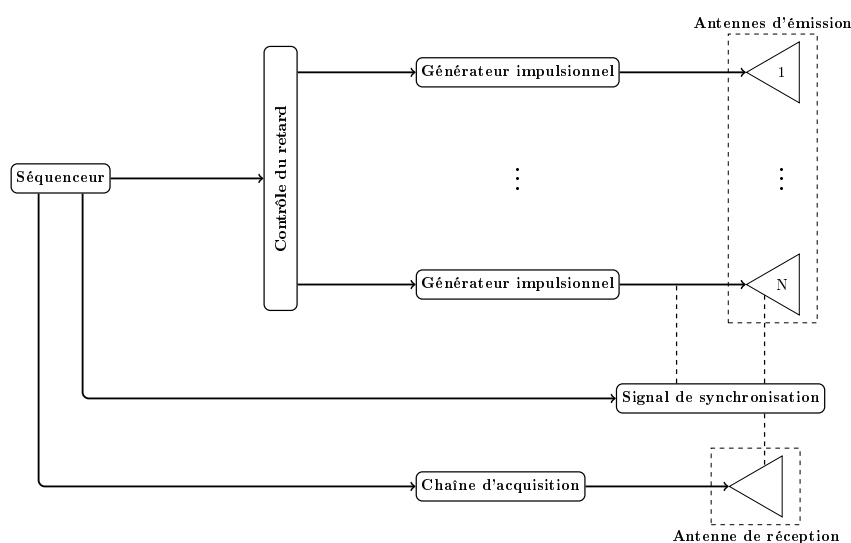 Antennes d'émission
Générateur impulsionnel
1
Contrôle du retard
Séquenceur
Générateur impulsionnel
N
Signal de synchronisation
Chaîne d'acquisition
Antenne de réception